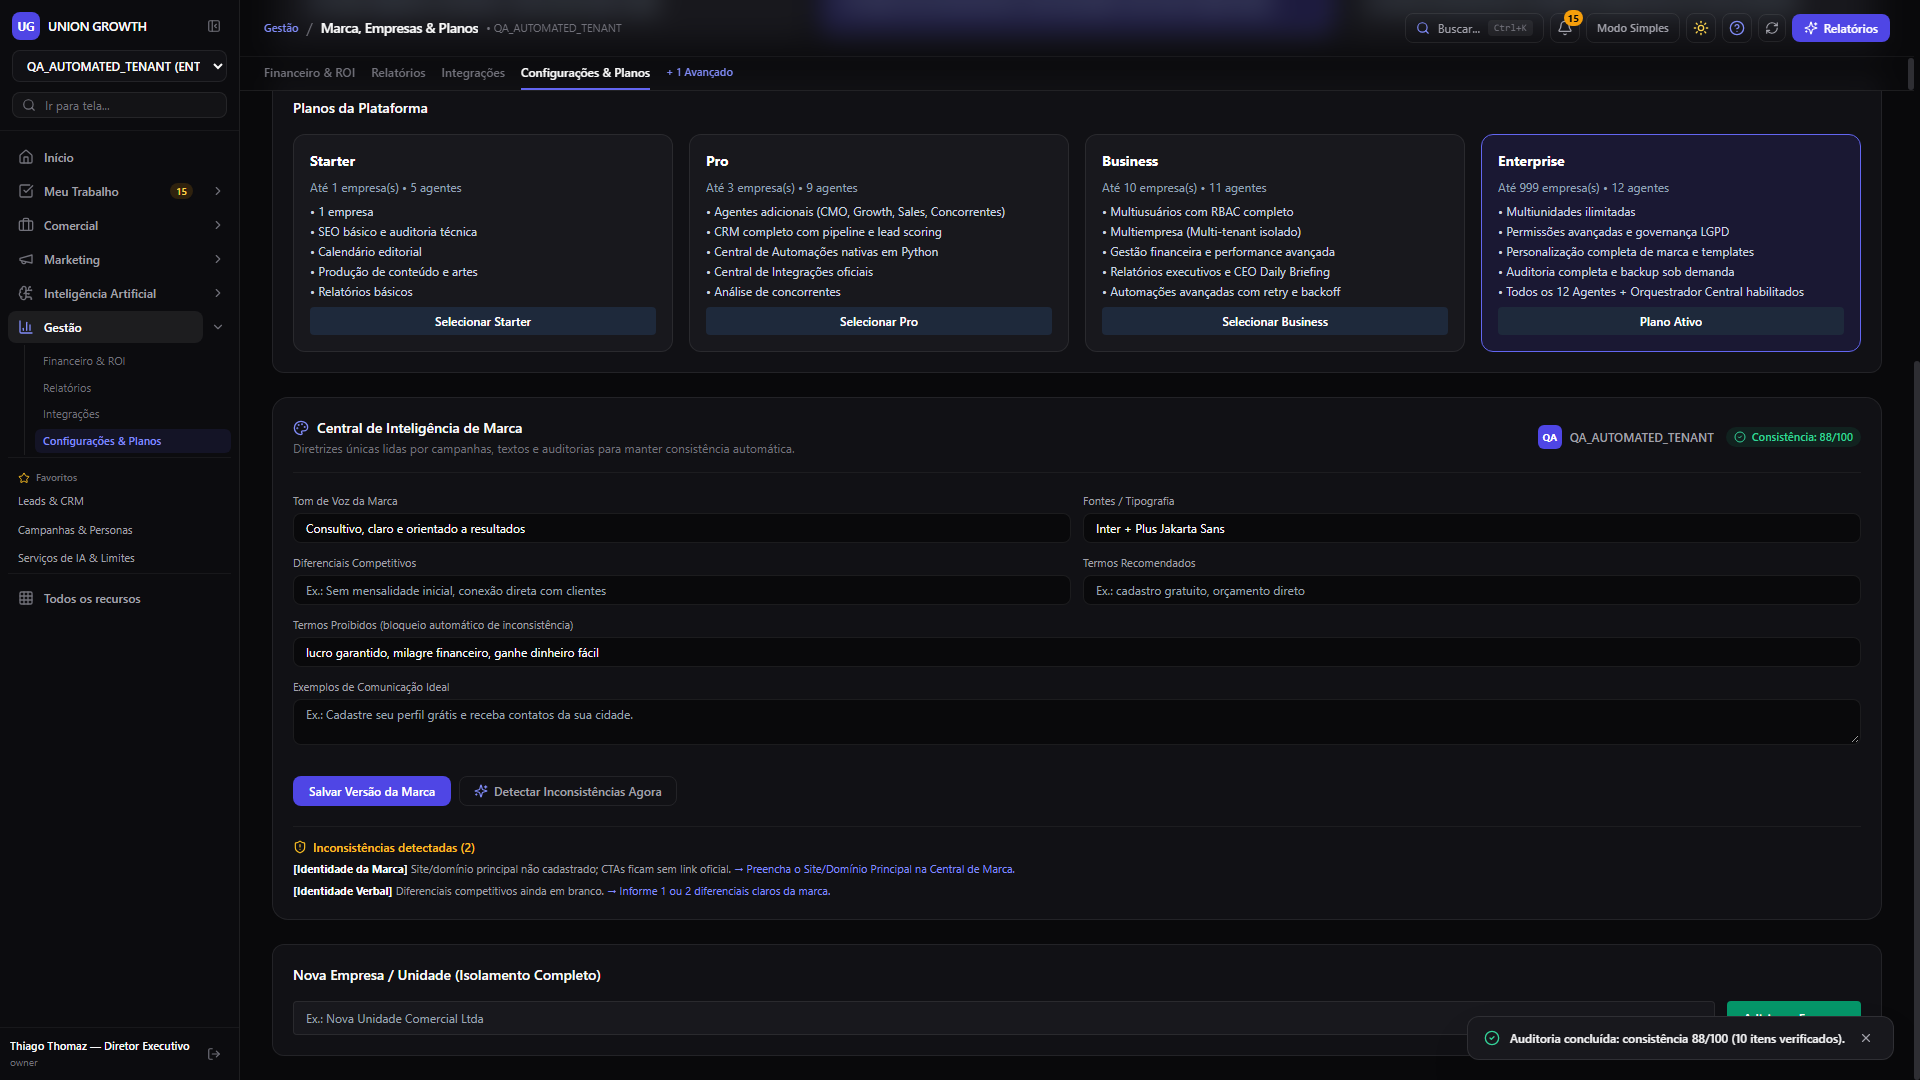 UG UNION GROWTH
QA_AUTOMATED_TENANT (ENT
Ir para tela...
Início
Meu Trabalho 15
Comercial
Marketing
Inteligência Artificial
Gestão
Financeiro & ROI
Relatórios
Integrações
Configurações & Planos
Favoritos
Leads & CRM
Campanhas & Personas
Serviços de IA & Limites
Todos os recursos
Thiago Thomaz — Diretor Executivo
owner
Gestão / Marca, Empresas & Planos • QA_AUTOMATED_TENANT
Buscar... Ctrl+K 15 Modo Simples Relatórios
Financeiro & ROI Relatórios Integrações Configurações & Planos + 1 Avançado
Planos da Plataforma
Starter
Até 1 empresa(s) • 5 agentes
• 1 empresa
• SEO básico e auditoria técnica
• Calendário editorial
• Produção de conteúdo e artes
• Relatórios básicos
Selecionar Starter
Pro
Até 3 empresa(s) • 9 agentes
• Agentes adicionais (CMO, Growth, Sales, Concorrentes)
• CRM completo com pipeline e lead scoring
• Central de Automações nativas em Python
• Central de Integrações oficiais
• Análise de concorrentes
Selecionar Pro
Business
Até 10 empresa(s) • 11 agentes
• Multiusuários com RBAC completo
• Multiempresa (Multi-tenant isolado)
• Gestão financeira e performance avançada
• Relatórios executivos e CEO Daily Briefing
• Automações avançadas com retry e backoff
Selecionar Business
Enterprise
Até 999 empresa(s) • 12 agentes
• Multiunidades ilimitadas
• Permissões avançadas e governança LGPD
• Personalização completa de marca e templates
• Auditoria completa e backup sob demanda
• Todos os 12 Agentes + Orquestrador Central habilitados
Plano Ativo
Central de Inteligência de Marca
Diretrizes únicas lidas por campanhas, textos e auditorias para manter consistência automática.
QA QA_AUTOMATED_TENANT Consistência: 88/100
Tom de Voz da Marca
Consultivo, claro e orientado a resultados
Fontes / Tipografia
Inter + Plus Jakarta Sans
Diferenciais Competitivos
Ex.: Sem mensalidade inicial, conexão direta com clientes
Termos Recomendados
Ex.: cadastro gratuito, orçamento direto
Termos Proibidos (bloqueio automático de inconsistência)
lucro garantido, milagre financeiro, ganhe dinheiro fácil
Exemplos de Comunicação Ideal
Ex.: Cadastre seu perfil grátis e receba contatos da sua cidade.
Salvar Versão da Marca Detectar Inconsistências Agora
Inconsistências detectadas (2)
[Identidade da Marca] Site/domínio principal não cadastrado; CTAs ficam sem link oficial. → Preencha o Site/Domínio Principal na Central de Marca.
[Identidade Verbal] Diferenciais competitivos ainda em branco. → Informe 1 ou 2 diferenciais claros da marca.
Nova Empresa / Unidade (Isolamento Completo)
Ex.: Nova Unidade Comercial Ltda
Auditoria concluída: consistência 88/100 (10 itens verificados).